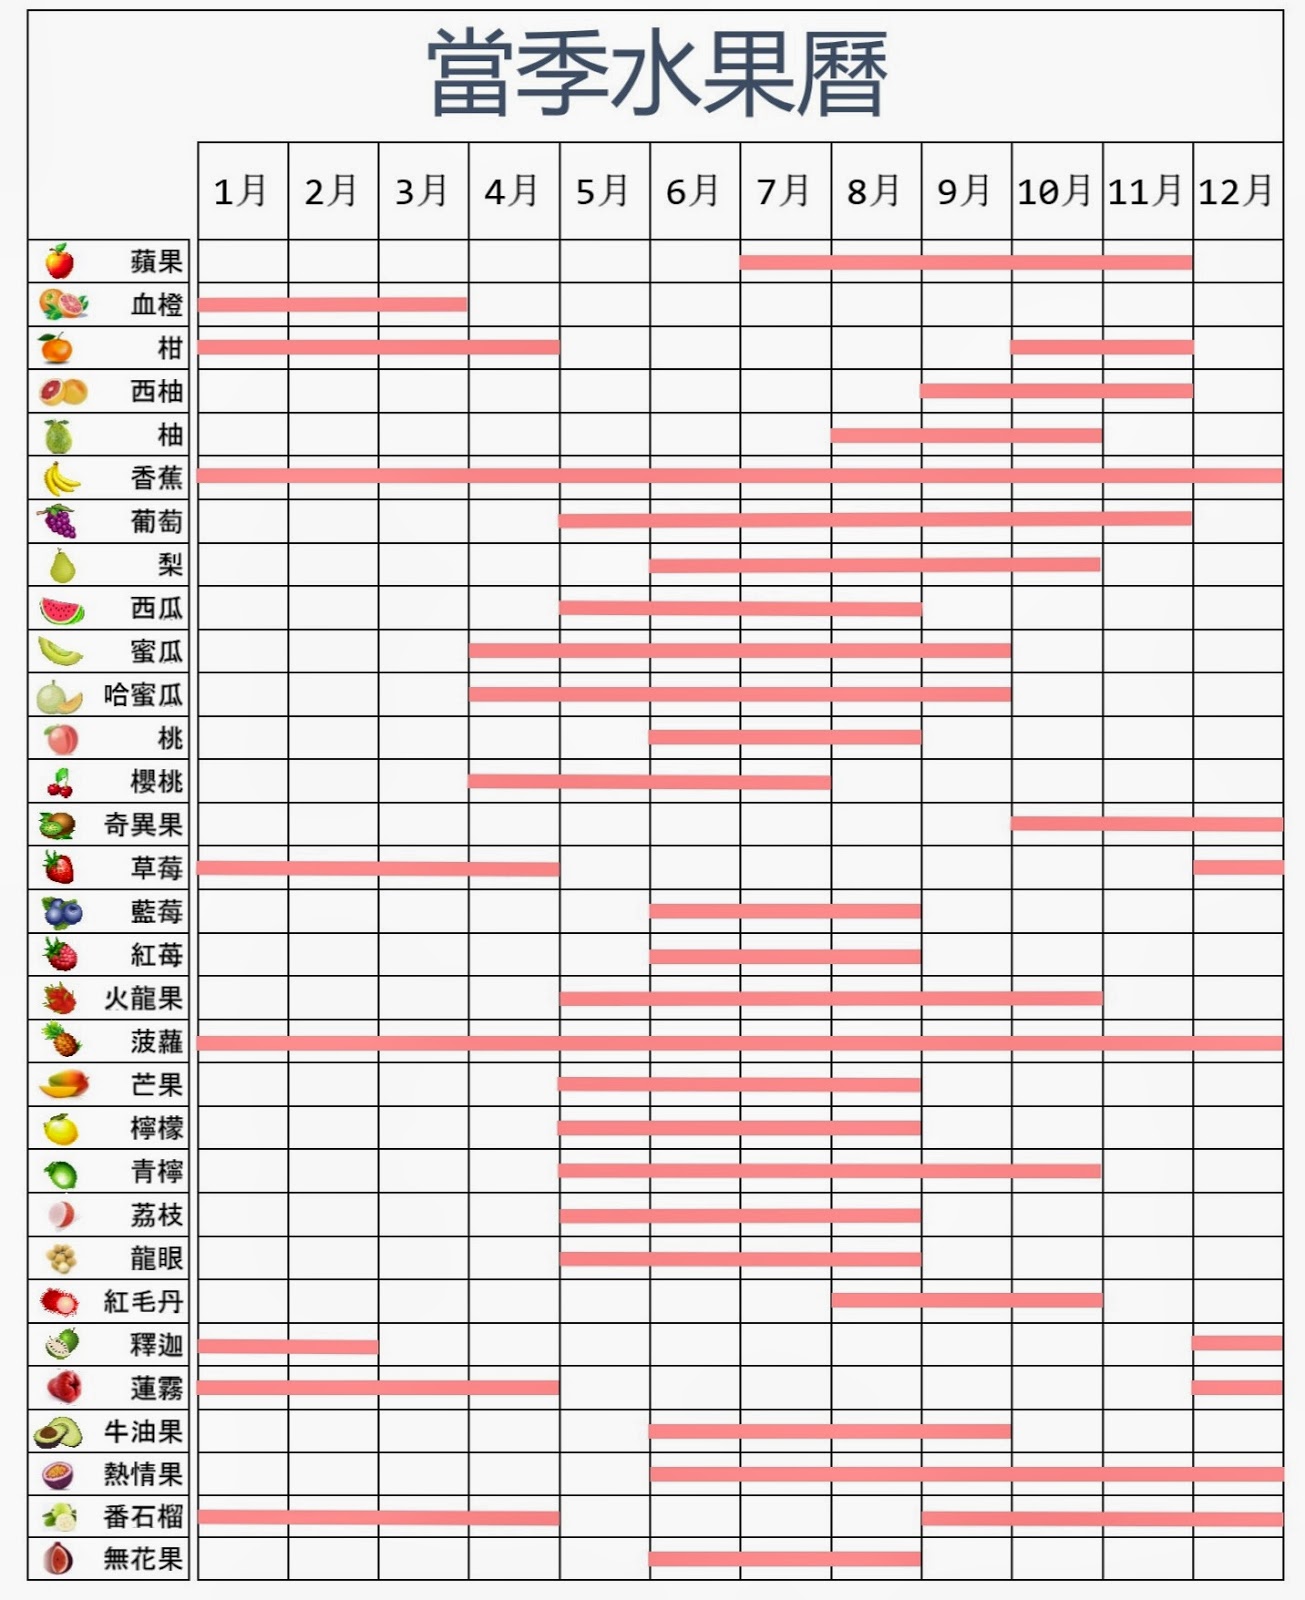 當季水果曆
1月 2月 3月 4月 5月 6月 7月 8月 9月 10月 11月 12月
蘋果
血橙
柑
西柚
柚
香蕉
葡萄
梨
西瓜
蜜瓜
哈蜜瓜
桃
櫻桃
奇異果
草莓
藍莓
紅莓
火龍果
菠蘿
芒果
檸檬
青檸
荔枝
龍眼
紅毛丹
釋迦
蓮霧
牛油果
熱情果
番石榴
無花果